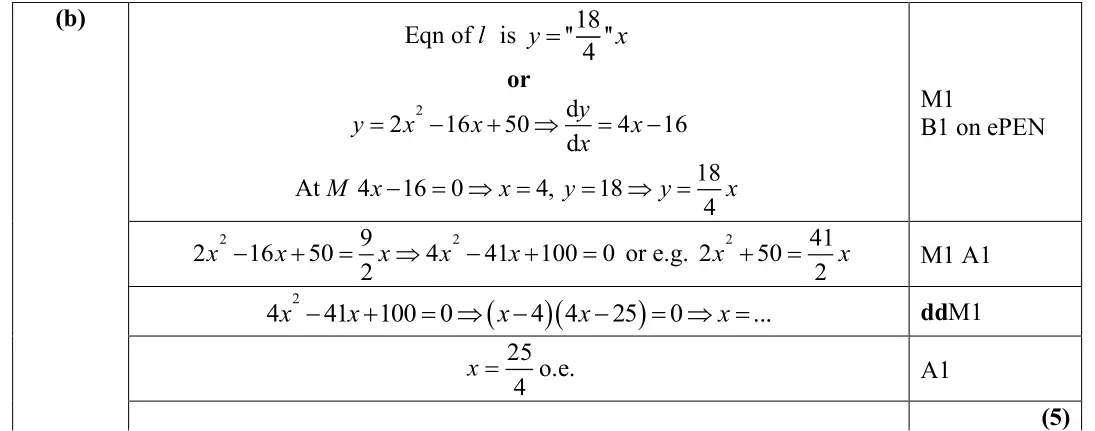 (b)
Eqn of l is y = "18/4" x
or
y = 2x² − 16x + 50 ⇒ dy/dx = 4x − 16
At M 4x − 16 = 0 ⇒ x = 4, y = 18 ⇒ y = 18/4 x
M1
B1 on ePEN
2x² − 16x + 50 = 9/2 x ⇒ 4x² − 41x + 100 = 0 or e.g. 2x² + 50 = 41/2 x
M1 A1
4x² − 41x + 100 = 0 ⇒ (x − 4)(4x − 25) = 0 ⇒ x = ...
ddM1
x = 25/4 o.e.
A1
(5)